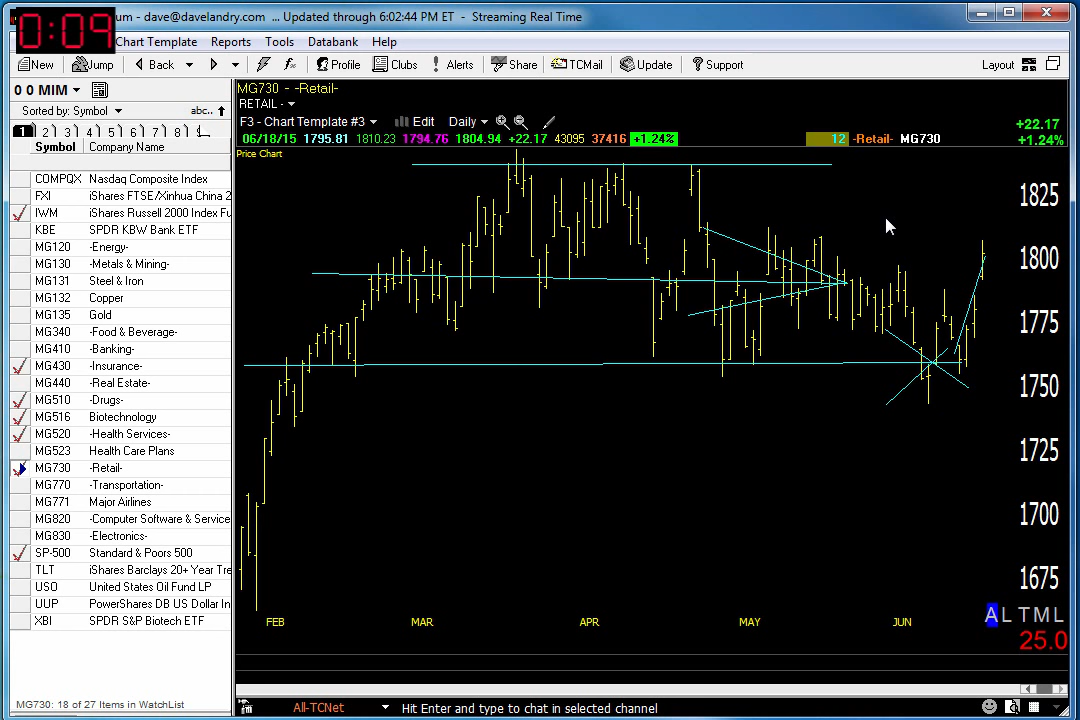 0:09
um - dave@davelandry.com ... Updated through 6:02:44 PM ET - Streaming Real Time
Chart Template Reports Tools Databank Help
New Jump Back Profile Clubs Alerts Share TCMail Update Support Layout
0 0 MIM
Sorted by: Symbol abc..
1 2 3 4 5 6 7 8
Symbol Company Name
COMPQX Nasdaq Composite Index
FXI iShares FTSE/Xinhua China 2
IWM iShares Russell 2000 Index Fu
KBE SPDR KBW Bank ETF
MG120 -Energy-
MG130 -Metals & Mining-
MG131 Steel & Iron
MG132 Copper
MG135 Gold
MG340 -Food & Beverage-
MG410 -Banking-
MG430 -Insurance-
MG440 -Real Estate-
MG510 -Drugs-
MG516 Biotechnology
MG520 -Health Services-
MG523 Health Care Plans
MG730 -Retail-
MG770 -Transportation-
MG771 Major Airlines
MG820 -Computer Software & Service
MG830 -Electronics-
SP-500 Standard & Poors 500
TLT iShares Barclays 20+ Year Tre
USO United States Oil Fund LP
UUP PowerShares DB US Dollar In
XBI SPDR S&P Biotech ETF
MG730: 18 of 27 Items in WatchList
MG730 - -Retail-
RETAIL -
F3 - Chart Template #3 Edit Daily
+22.17
06/18/15 1795.81 1810.23 1794.76 1804.94 +22.17 43095 37416 +1.24% 12 -Retail- MG730 +1.24%
Price Chart
1825
1800
1775
1750
1725
1700
1675
FEB MAR APR MAY JUN
A L T M L
25.0
All-TCNet Hit Enter and type to chat in selected channel